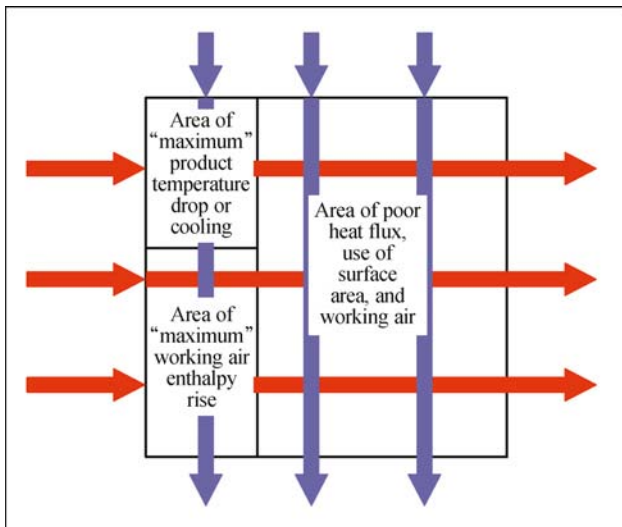 Area of
“maximum”
product
temperature
drop or
cooling
Area of poor
heat flux,
use of
surface
area, and
working air
Area of
“maximum”
working air
enthalpy
rise